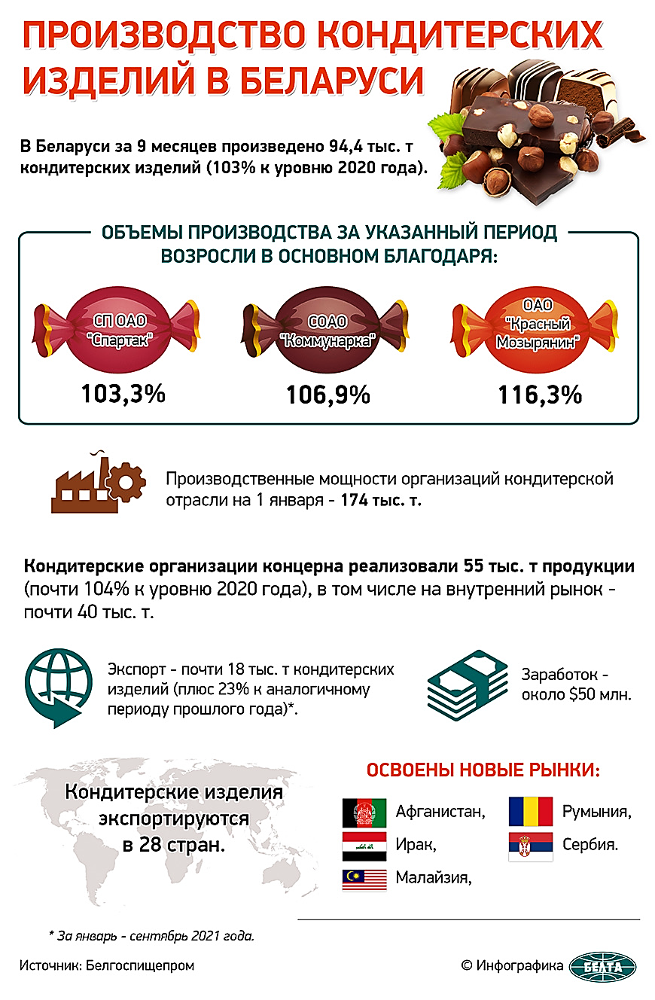 ПРОИЗВОДСТВО КОНДИТЕРСКИХ
ИЗДЕЛИЙ В БЕЛАРУСИ
В Беларуси за 9 месяцев произведено 94,4 тыс. т
кондитерских изделий (103% к уровню 2020 года).
ОБЪЕМЫ ПРОИЗВОДСТВА ЗА УКАЗАННЫЙ ПЕРИОД
ВОЗРОСЛИ В ОСНОВНОМ БЛАГОДАРЯ:
СП ОАО
"Спартак"
103,3%
СОАО
"Коммунарка"
106,9%
ОАО
"Красный
Мозырянин"
116,3%
Производственные мощности организаций кондитерской
отрасли на 1 января - 174 тыс. т.
Кондитерские организации концерна реализовали 55 тыс. т продукции
(почти 104% к уровню 2020 года), в том числе на внутренний рынок -
почти 40 тыс. т.
Экспорт - почти 18 тыс. т кондитерских
изделий (плюс 23% к аналогичному
периоду прошлого года)*.
Заработок -
около $50 млн.
Кондитерские изделия
экспортируются
в 28 стран.
ОСВОЕНЫ НОВЫЕ РЫНКИ:
Афганистан,
Ирак,
Малайзия,
Румыния,
Сербия.
* За январь - сентябрь 2021 года.
Источник: Белгоспищепром
© Инфографика БЕЛТА